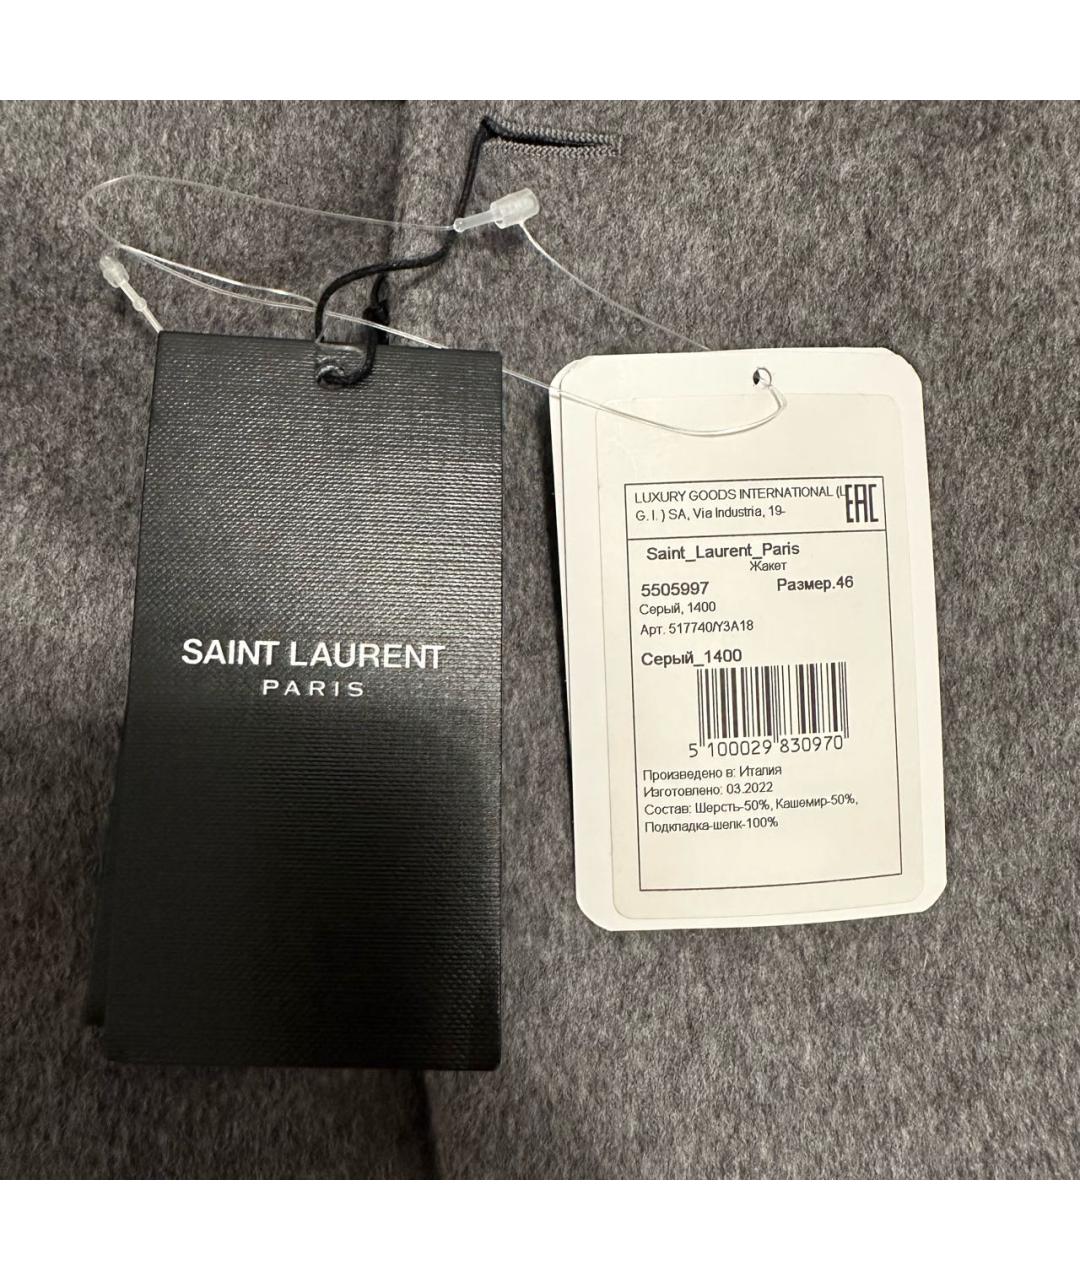 SAINT LAURENT
PARIS
LUXURY GOODS INTERNATIONAL (L
G. I. ) SA, Via Industria, 19-
EAC
Saint_Laurent_Paris
Жакет
5505997 Размер.46
Серый, 1400
Арт. 517740/Y3A18
Серый_1400
5 100029 830970
Произведено в: Италия
Изготовлено: 03.2022
Состав: Шерсть-50%, Кашемир-50%,
Подкладка-шелк-100%